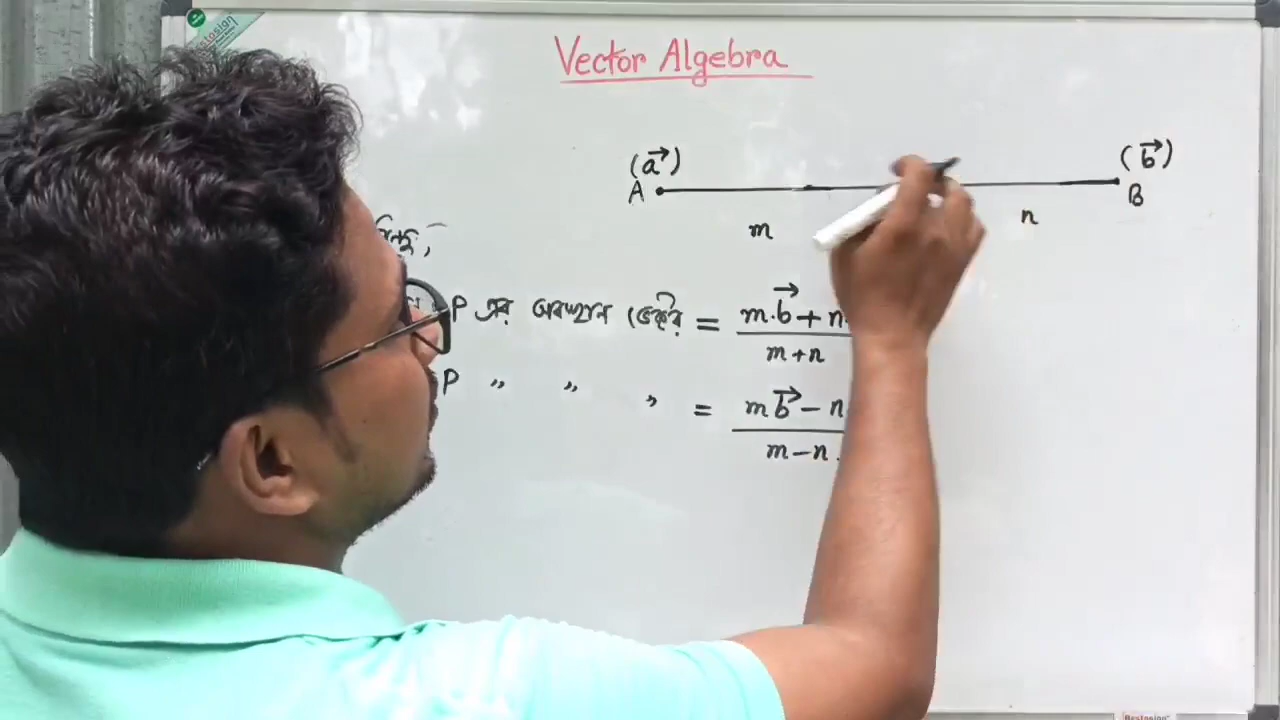 Vector Algebra
(a→) (b→)
A B
m n
P এর অবস্থান ভেক্টর = m.b→ + n
m+n
P " " " = mb→ - n
m-n.